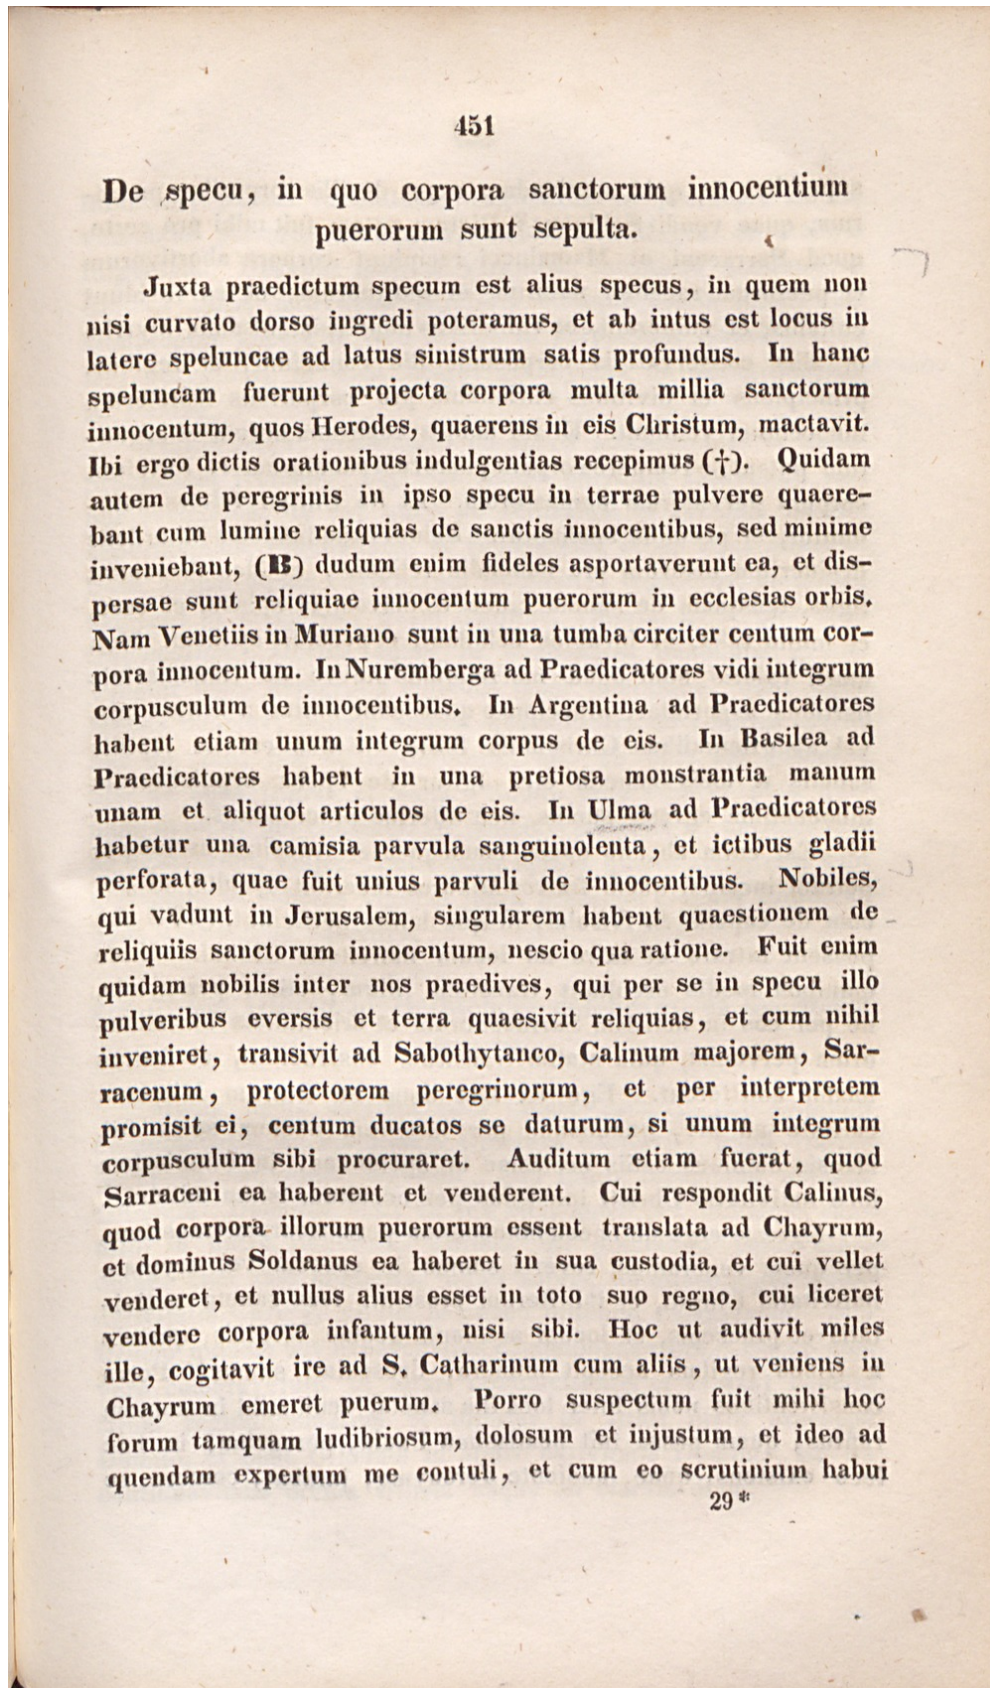 451
De specu, in quo corpora sanctorum innocentium
puerorum sunt sepulta.
Juxta praedictum specum est alius specus, in quem non
nisi curvato dorso ingredi poteramus, et ab intus est locus in
latere speluncae ad latus sinistrum satis profundus. In hanc
speluncam fuerunt projecta corpora multa millia sanctorum
innocentum, quos Herodes, quaerens in eis Christum, mactavit.
Ibi ergo dictis orationibus indulgentias recepimus (†). Quidam
autem de peregrinis in ipso specu in terrae pulvere quaere-
bant cum lumine reliquias de sanctis innocentibus, sed minime
inveniebant, (B) dudum enim fideles asportaverunt ea, et dis-
persae sunt reliquiae innocentum puerorum in ecclesias orbis.
Nam Venetiis in Muriano sunt in una tumba circiter centum cor-
pora innocentum. In Nuremberga ad Praedicatores vidi integrum
corpusculum de innocentibus. In Argentina ad Praedicatores
habent etiam unum integrum corpus de eis. In Basilea ad
Praedicatores habent in una pretiosa monstrantia manum
unam et aliquot articulos de eis. In Ulma ad Praedicatores
habetur una camisia parvula sanguinolenta, et ictibus gladii
perforata, quae fuit unius parvuli de innocentibus. Nobiles,
qui vadunt in Jerusalem, singularem habent quaestionem de
reliquiis sanctorum innocentum, nescio qua ratione. Fuit enim
quidam nobilis inter nos praedives, qui per se in specu illo
pulveribus eversis et terra quaesivit reliquias, et cum nihil
inveniret, transivit ad Sabothytanco, Calinum majorem, Sar-
racenum, protectorem peregrinorum, et per interpretem
promisit ei, centum ducatos se daturum, si unum integrum
corpusculum sibi procuraret. Auditum etiam fuerat, quod
Sarraceni ea haberent et venderent. Cui respondit Calinus,
quod corpora illorum puerorum essent translata ad Chayrum,
et dominus Soldanus ea haberet in sua custodia, et cui vellet
venderet, et nullus alius esset in toto suo regno, cui liceret
vendere corpora infantum, nisi sibi. Hoc ut audivit miles
ille, cogitavit ire ad S. Catharinum cum aliis, ut veniens in
Chayrum emeret puerum. Porro suspectum fuit mihi hoc
forum tamquam ludibriosum, dolosum et injustum, et ideo ad
quendam expertum me contuli, et cum eo scrutinium habui
29*